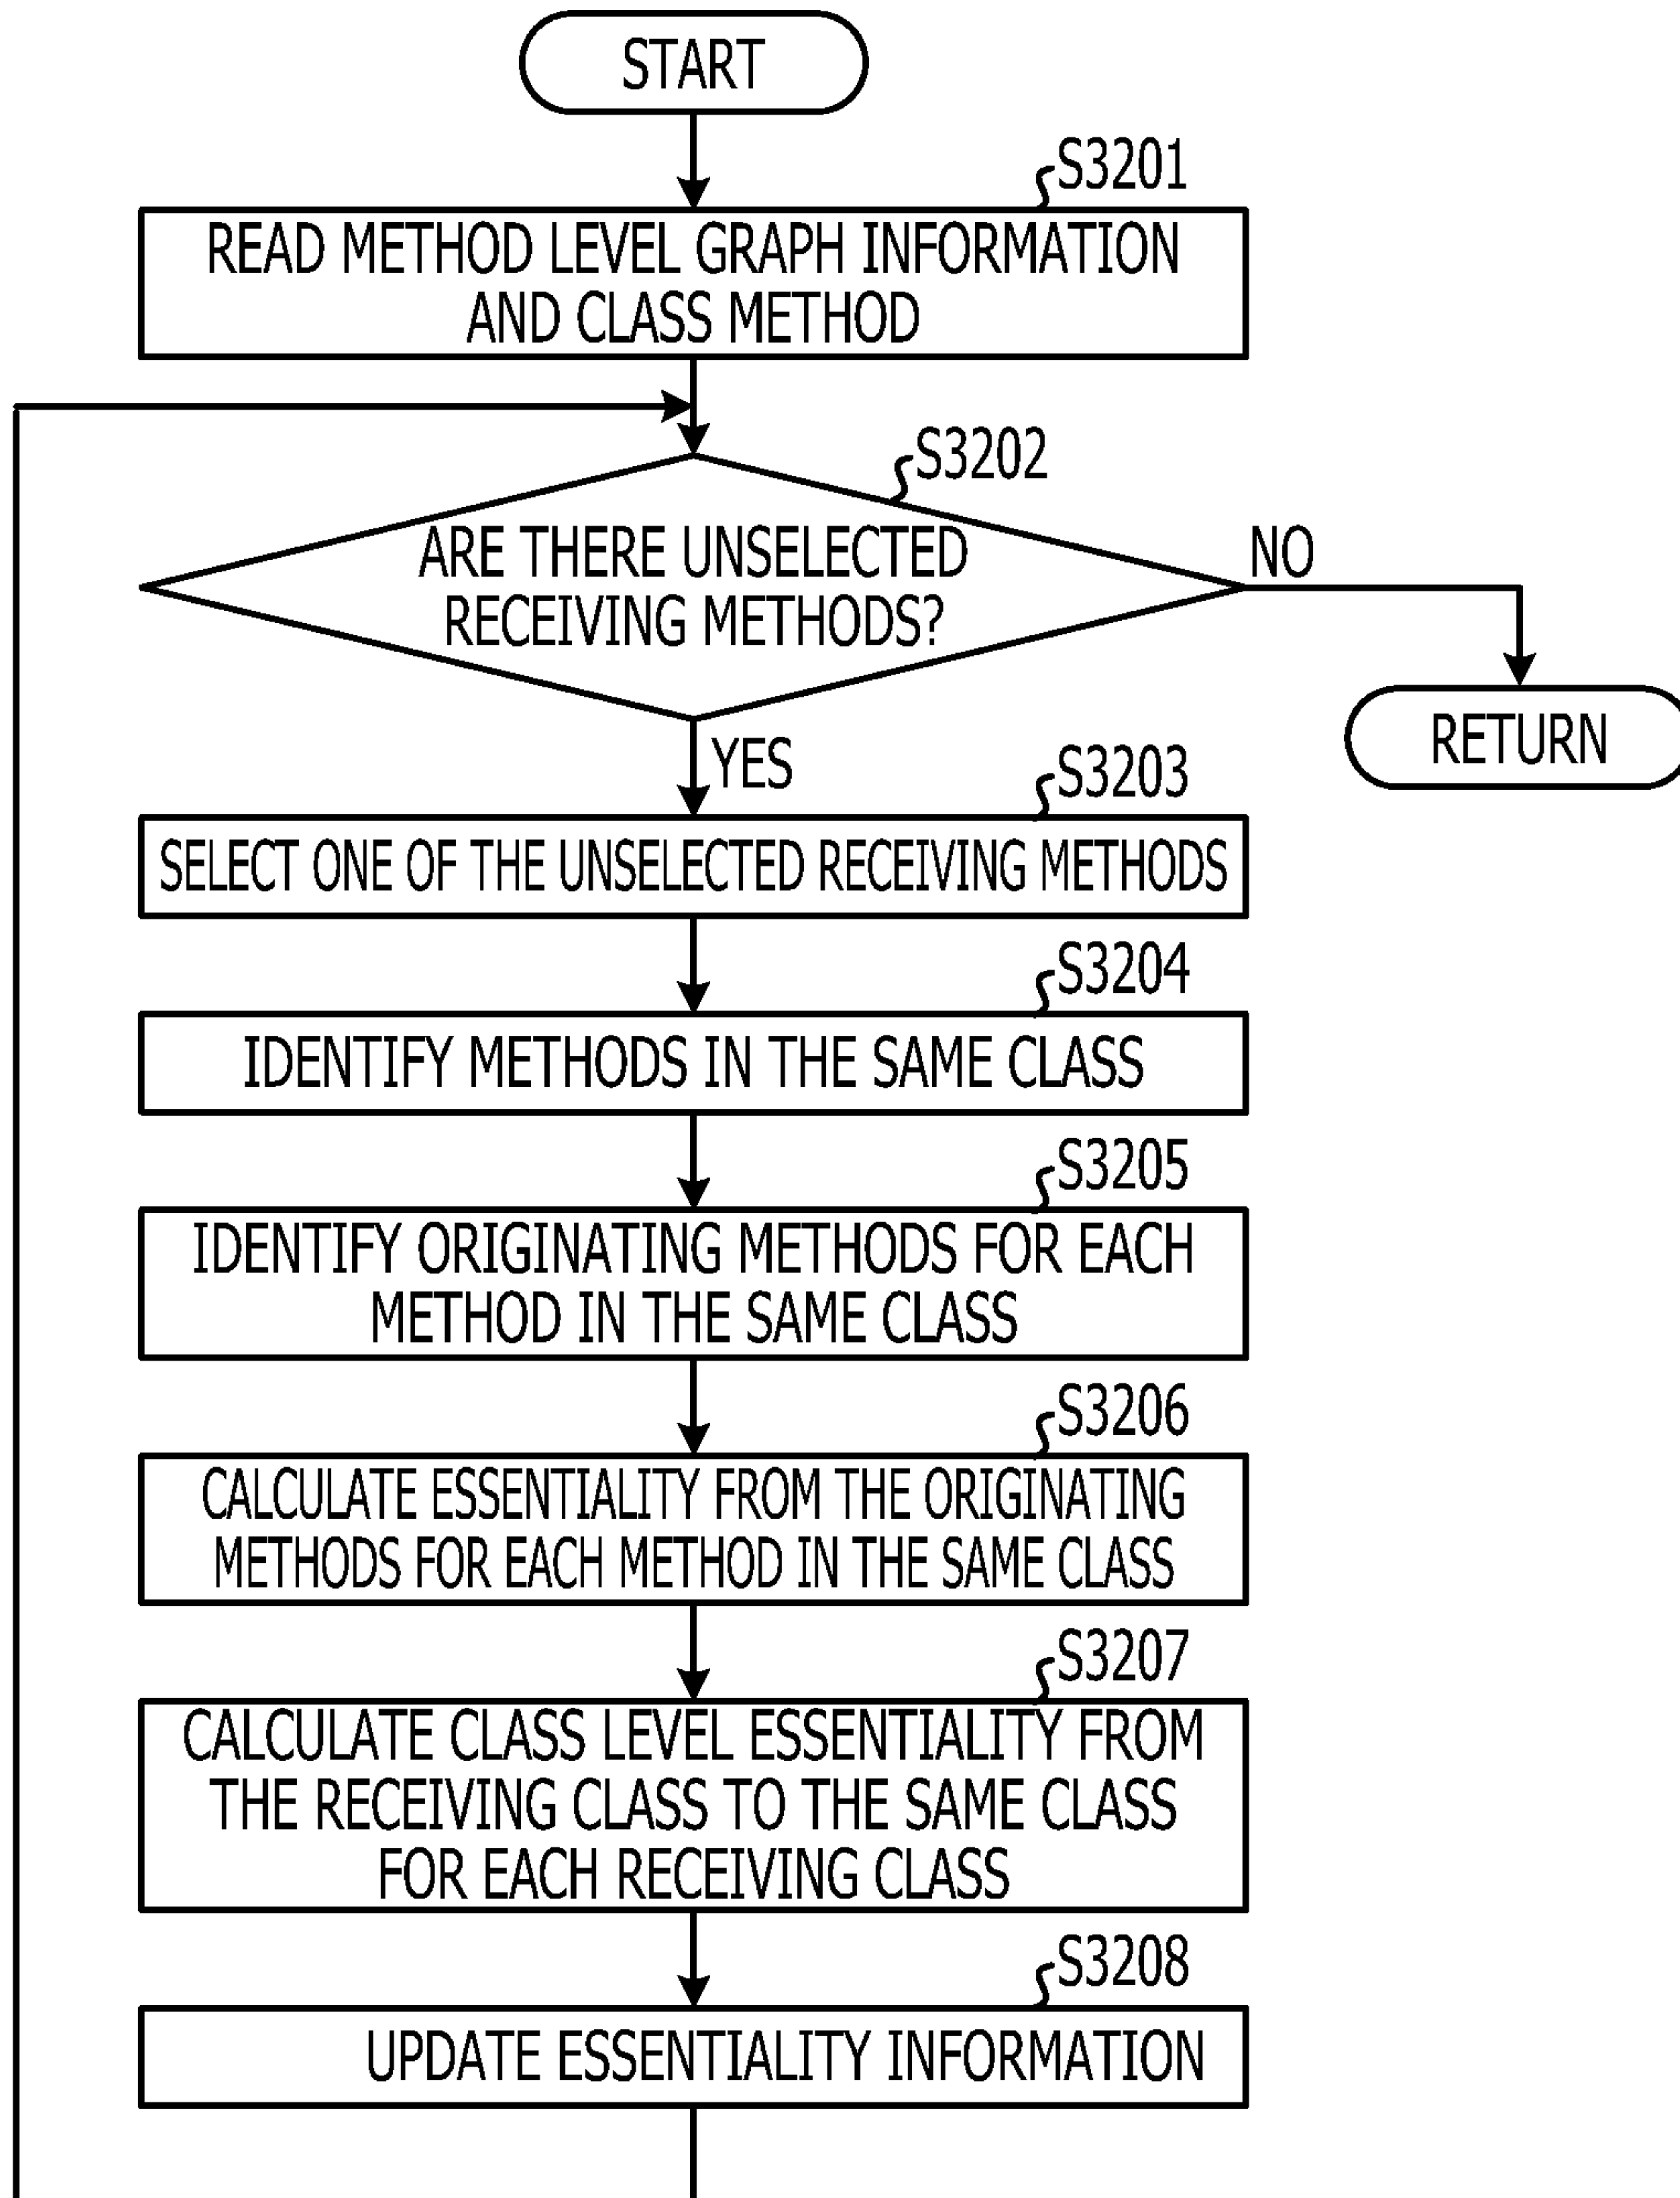 START
S3201
READ METHOD LEVEL GRAPH INFORMATION
AND CLASS METHOD
S3202
ARE THERE UNSELECTED
RECEIVING METHODS?
NO
RETURN
YES
S3203
SELECT ONE OF THE UNSELECTED RECEIVING METHODS
S3204
IDENTIFY METHODS IN THE SAME CLASS
S3205
IDENTIFY ORIGINATING METHODS FOR EACH
METHOD IN THE SAME CLASS
S3206
CALCULATE ESSENTIALITY FROM THE ORIGINATING
METHODS FOR EACH METHOD IN THE SAME CLASS
S3207
CALCULATE CLASS LEVEL ESSENTIALITY FROM
THE RECEIVING CLASS TO THE SAME CLASS
FOR EACH RECEIVING CLASS
S3208
UPDATE ESSENTIALITY INFORMATION